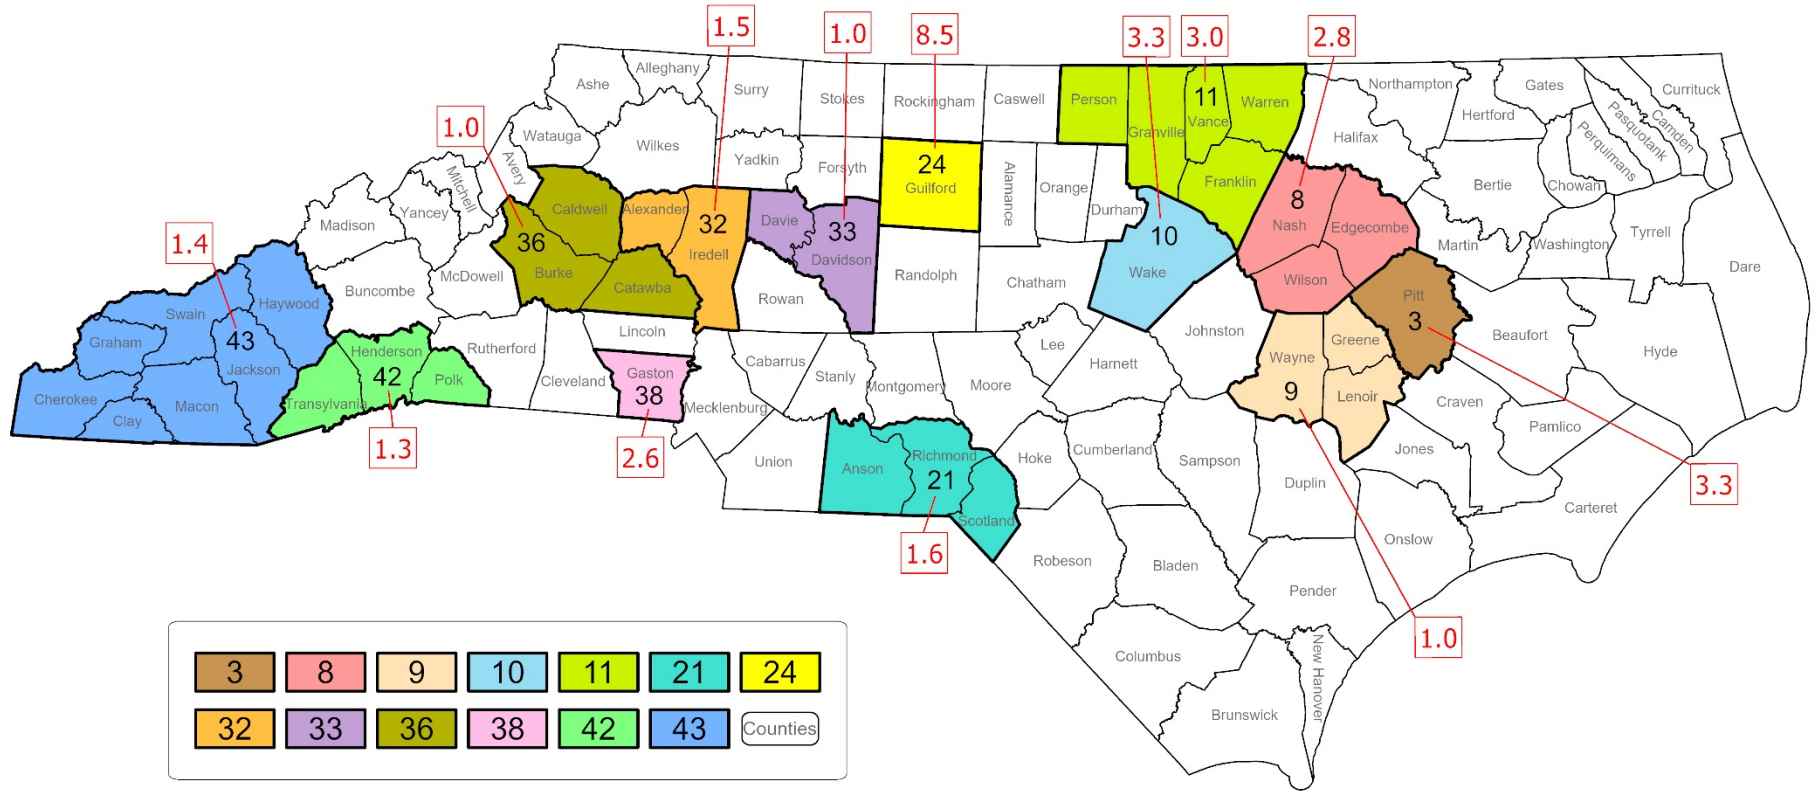 1.5
1.0
8.5
3.3
3.0
2.8
Ashe
Alleghany
Surry
Stokes
Rockingham
Caswell
Person
Granville
11
Vance
Warren
Northampton
Gates
Currituck
Camden
Pasquotank
Perquimans
Hertford
Halifax
1.0
Watauga
Wilkes
Yadkin
Forsyth
24
Guilford
Alamance
Orange
Durham
Franklin
8
Nash
Edgecombe
Bertie
Chowan
Avery
Mitchell
Yancey
Madison
Caldwell
Alexander
32
Iredell
Davie
33
Davidson
10
Wake
Martin
Washington
Tyrrell
Dare
1.4
36
Burke
Catawba
McDowell
Buncombe
Rowan
Randolph
Chatham
Wilson
Pitt
3
Beaufort
Hyde
Haywood
Swain
Graham
43
Jackson
Cherokee
Clay
Macon
Henderson
42
Transylvania
Polk
Rutherford
Cleveland
Lincoln
Gaston
38
Mecklenburg
Cabarrus
Stanly
Montgomery
Moore
Lee
Harnett
Johnston
Wayne
9
Greene
Lenoir
Craven
Pamlico
Jones
1.3
2.6
Union
Anson
Richmond
21
Scotland
Hoke
Cumberland
Sampson
Duplin
3.3
Carteret
Onslow
1.6
Robeson
Bladen
Pender
1.0
Columbus
New Hanover
Brunswick
3 8 9 10 11 21 24
32 33 36 38 42 43 Counties